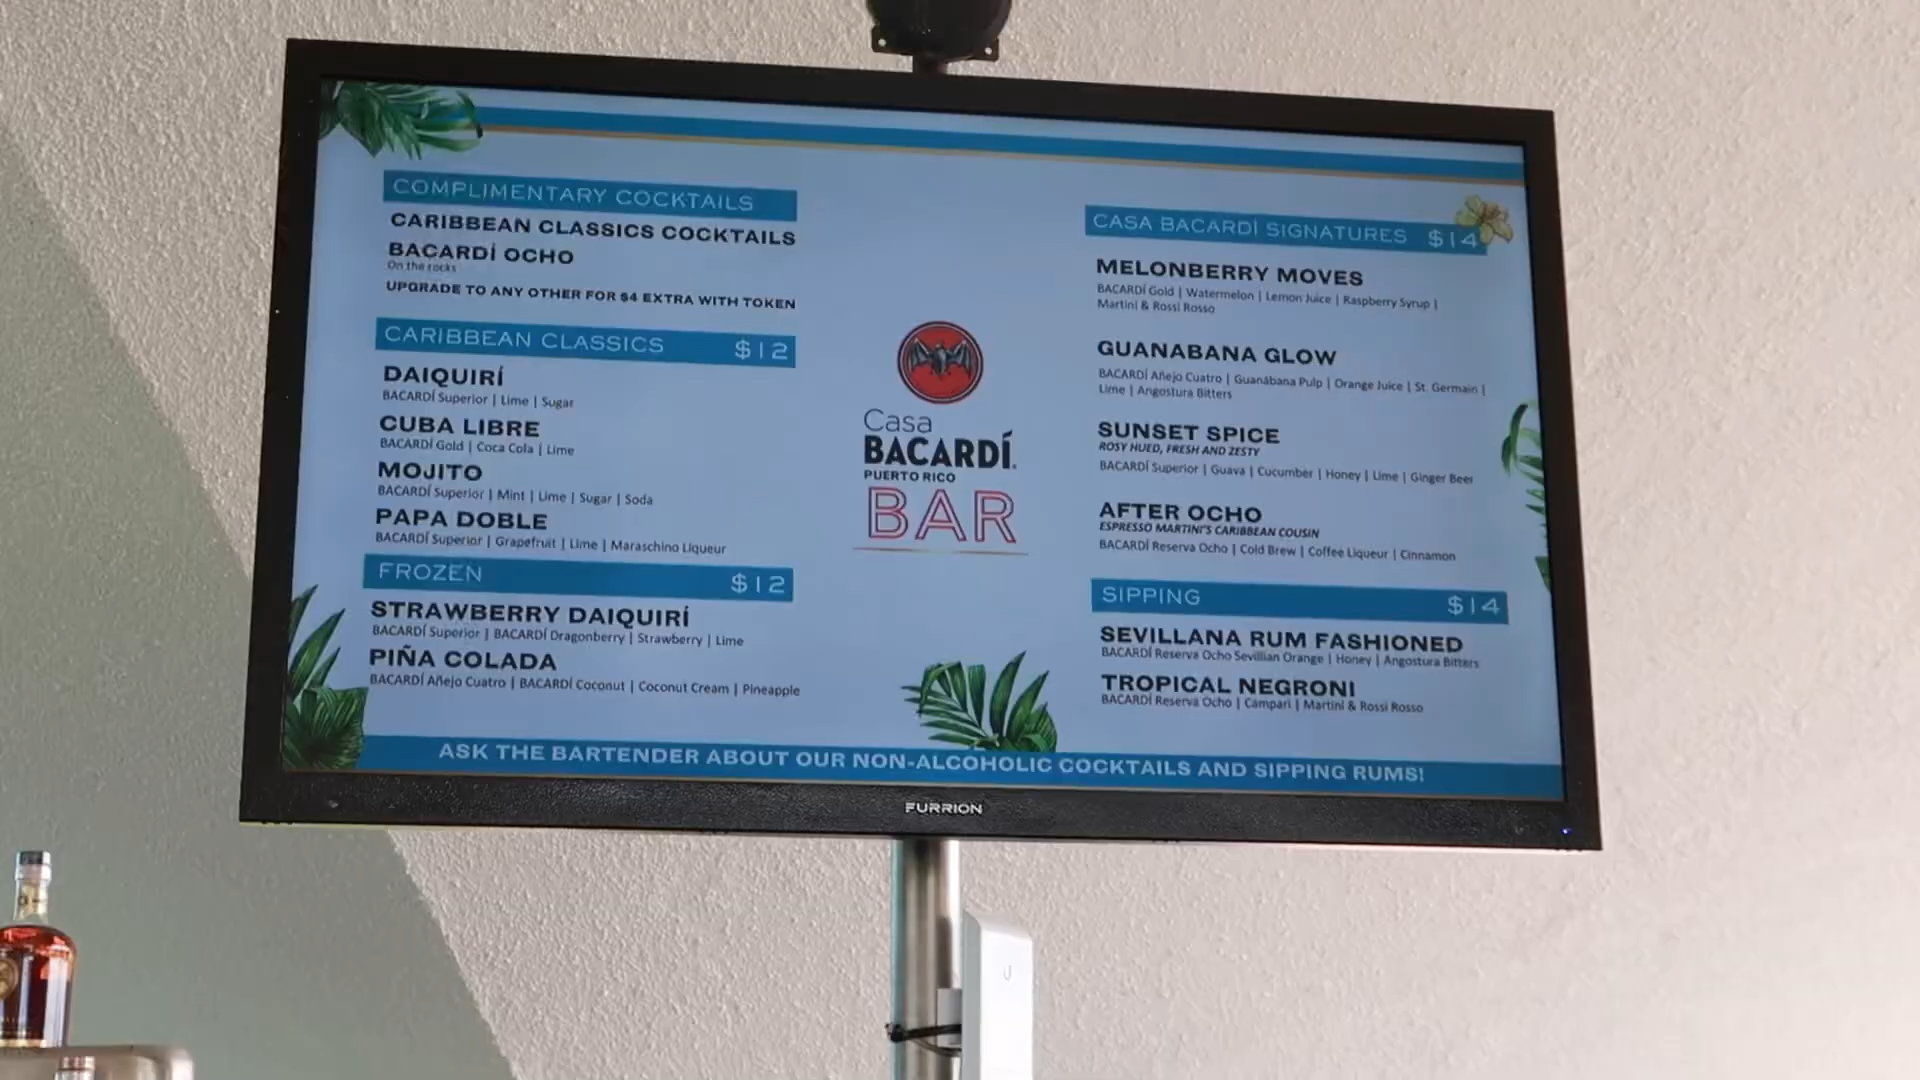 COMPLIMENTARY COCKTAILS
CARIBBEAN CLASSICS COCKTAILS
BACARDÍ OCHO
On the rocks
UPGRADE TO ANY OTHER FOR $4 EXTRA WITH TOKEN
CARIBBEAN CLASSICS $12
DAIQUIRÍ
BACARDÍ Superior | Lime | Sugar
CUBA LIBRE
BACARDÍ Gold | Coca Cola | Lime
MOJITO
BACARDÍ Superior | Mint | Lime | Sugar | Soda
PAPA DOBLE
BACARDÍ Superior | Grapefruit | Lime | Maraschino Liqueur
FROZEN $12
STRAWBERRY DAIQUIRÍ
BACARDÍ Superior | BACARDÍ Dragonberry | Strawberry | Lime
PIÑA COLADA
BACARDÍ Añejo Cuatro | BACARDÍ Coconut | Coconut Cream | Pineapple
Casa
BACARDÍ.
PUERTO RICO
BAR
CASA BACARDÍ SIGNATURES $14
MELONBERRY MOVES
BACARDÍ Gold | Watermelon | Lemon Juice | Raspberry Syrup |
Martini & Rossi Rosso
GUANABANA GLOW
BACARDÍ Añejo Cuatro | Guanábana Pulp | Orange Juice | St. Germain |
Lime | Angostura Bitters
SUNSET SPICE
ROSY HUED, FRESH AND ZESTY
BACARDÍ Superior | Guava | Cucumber | Honey | Lime | Ginger Beer
AFTER OCHO
ESPRESSO MARTINI'S CARIBBEAN COUSIN
BACARDÍ Reserva Ocho | Cold Brew | Coffee Liqueur | Cinnamon
SIPPING $14
SEVILLANA RUM FASHIONED
BACARDÍ Reserva Ocho Sevillian Orange | Honey | Angostura Bitters
TROPICAL NEGRONI
BACARDÍ Reserva Ocho | Campari | Martini & Rossi Rosso
ASK THE BARTENDER ABOUT OUR NON-ALCOHOLIC COCKTAILS AND SIPPING RUMS!
FURRION